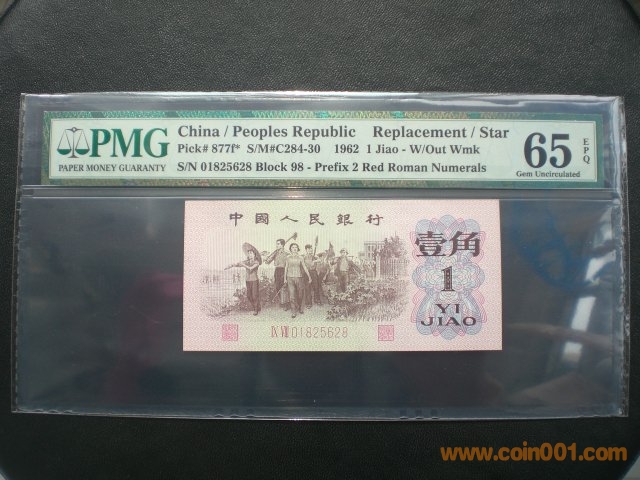 PMG
PAPER MONEY GUARANTY
China / Peoples Republic Replacement / Star
Pick# 877f* S/M#C284-30 1962 1 Jiao - W/Out Wmk
S/N 01825628 Block 98 - Prefix 2 Red Roman Numerals
65
EPQ
Gem Uncirculated
中國人民銀行
壹角
1
YI
JIAO
IX VIII 01825628
www.coin001.com